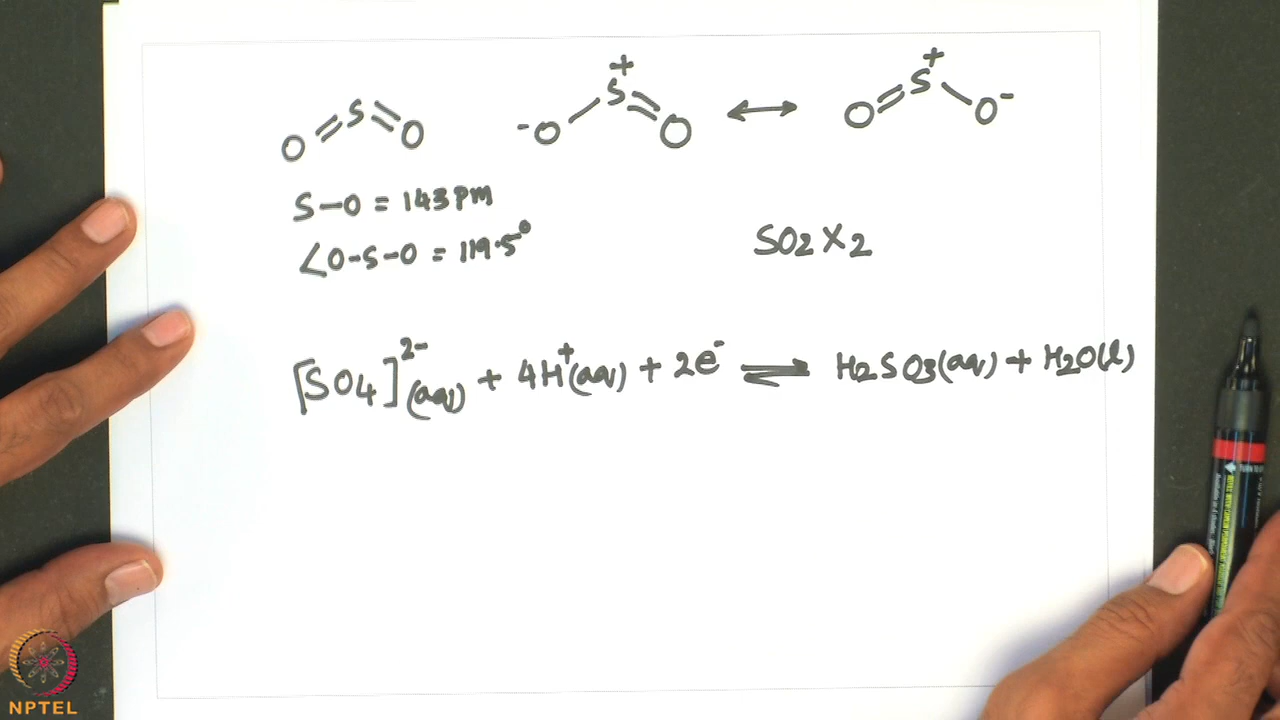 O=S=O ⁻O-S⁺=O ↔ O=S⁺-O⁻
S-O = 143 pm
∠O-S-O = 119.5°
SO₂X₂
[SO₄]²⁻(aq) + 4H⁺(aq) + 2e⁻ ⇌ H₂SO₃(aq) + H₂O(l)
NPTEL